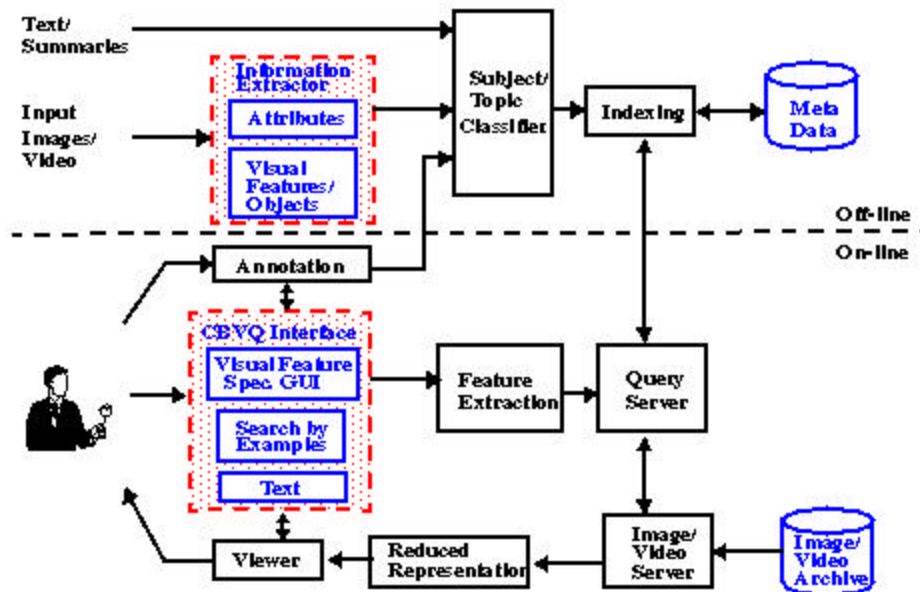 Text/
Summaries
Input
Images/
Video
Information
Extractor
Attributes
Visual
Features/
Objects
Subject/
Topic
Classifier
Indexing
Meta
Data
Off-line
On-line
Annotation
CBVQ Interface
Visual Feature
Spec. GUI
Search by
Examples
Text
Feature
Extraction
Query
Server
Viewer
Reduced
Representation
Image/
Video
Server
Image/
Video
Archive